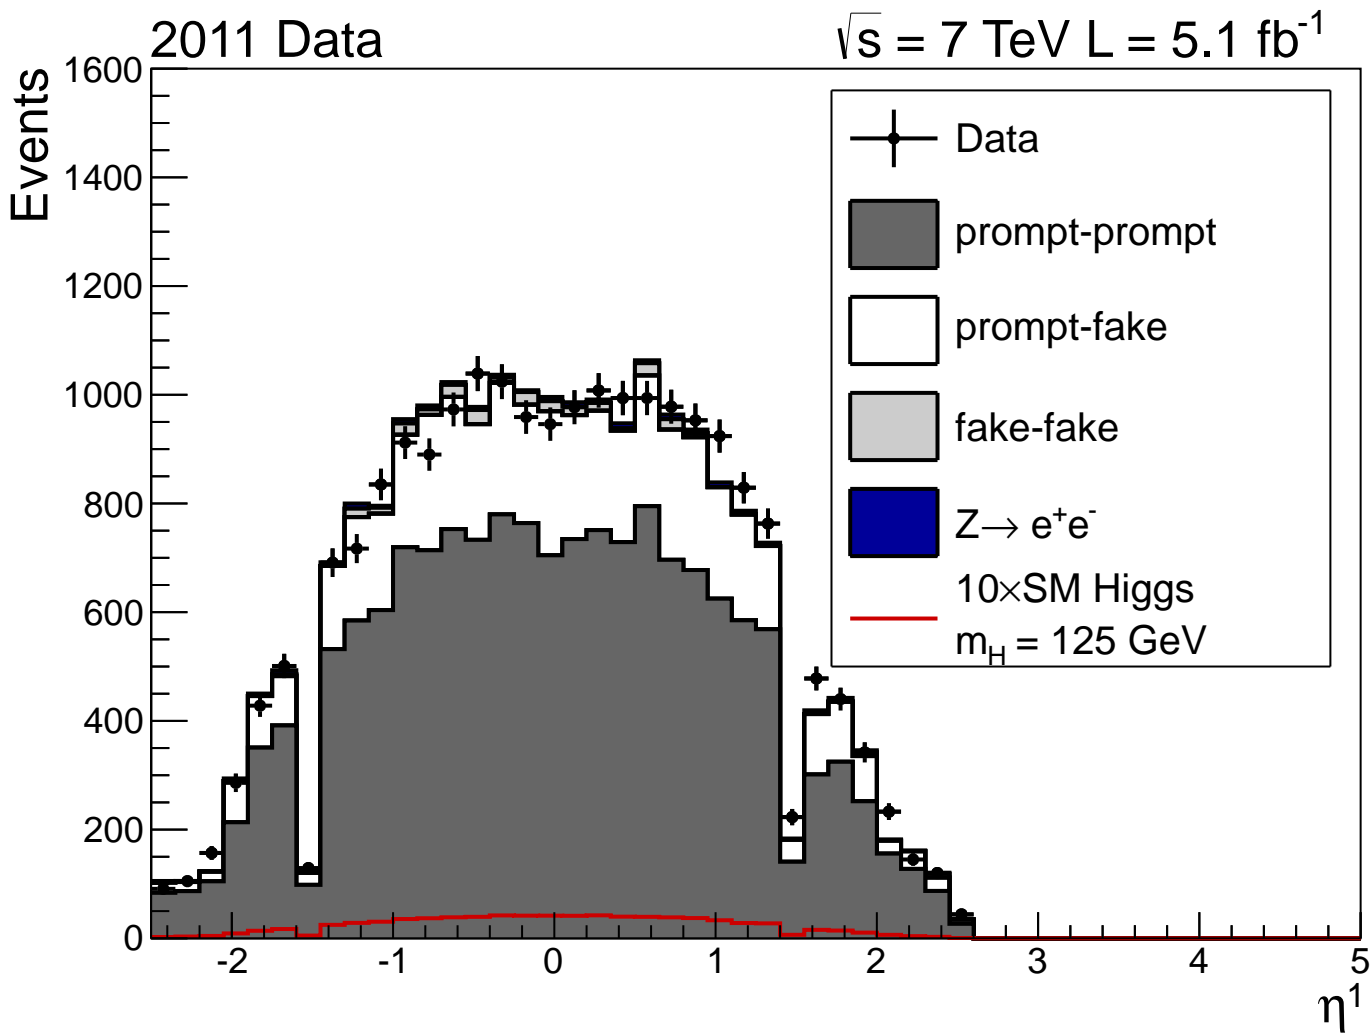 2011 Data
√s = 7 TeV L = 5.1 fb⁻¹
Events
1600
1400
1200
1000
800
600
400
200
0
Data
prompt-prompt
prompt-fake
fake-fake
Z→ e⁺e⁻
10×SM Higgs
m_H = 125 GeV
-2 -1 0 1 2 3 4 5
η¹